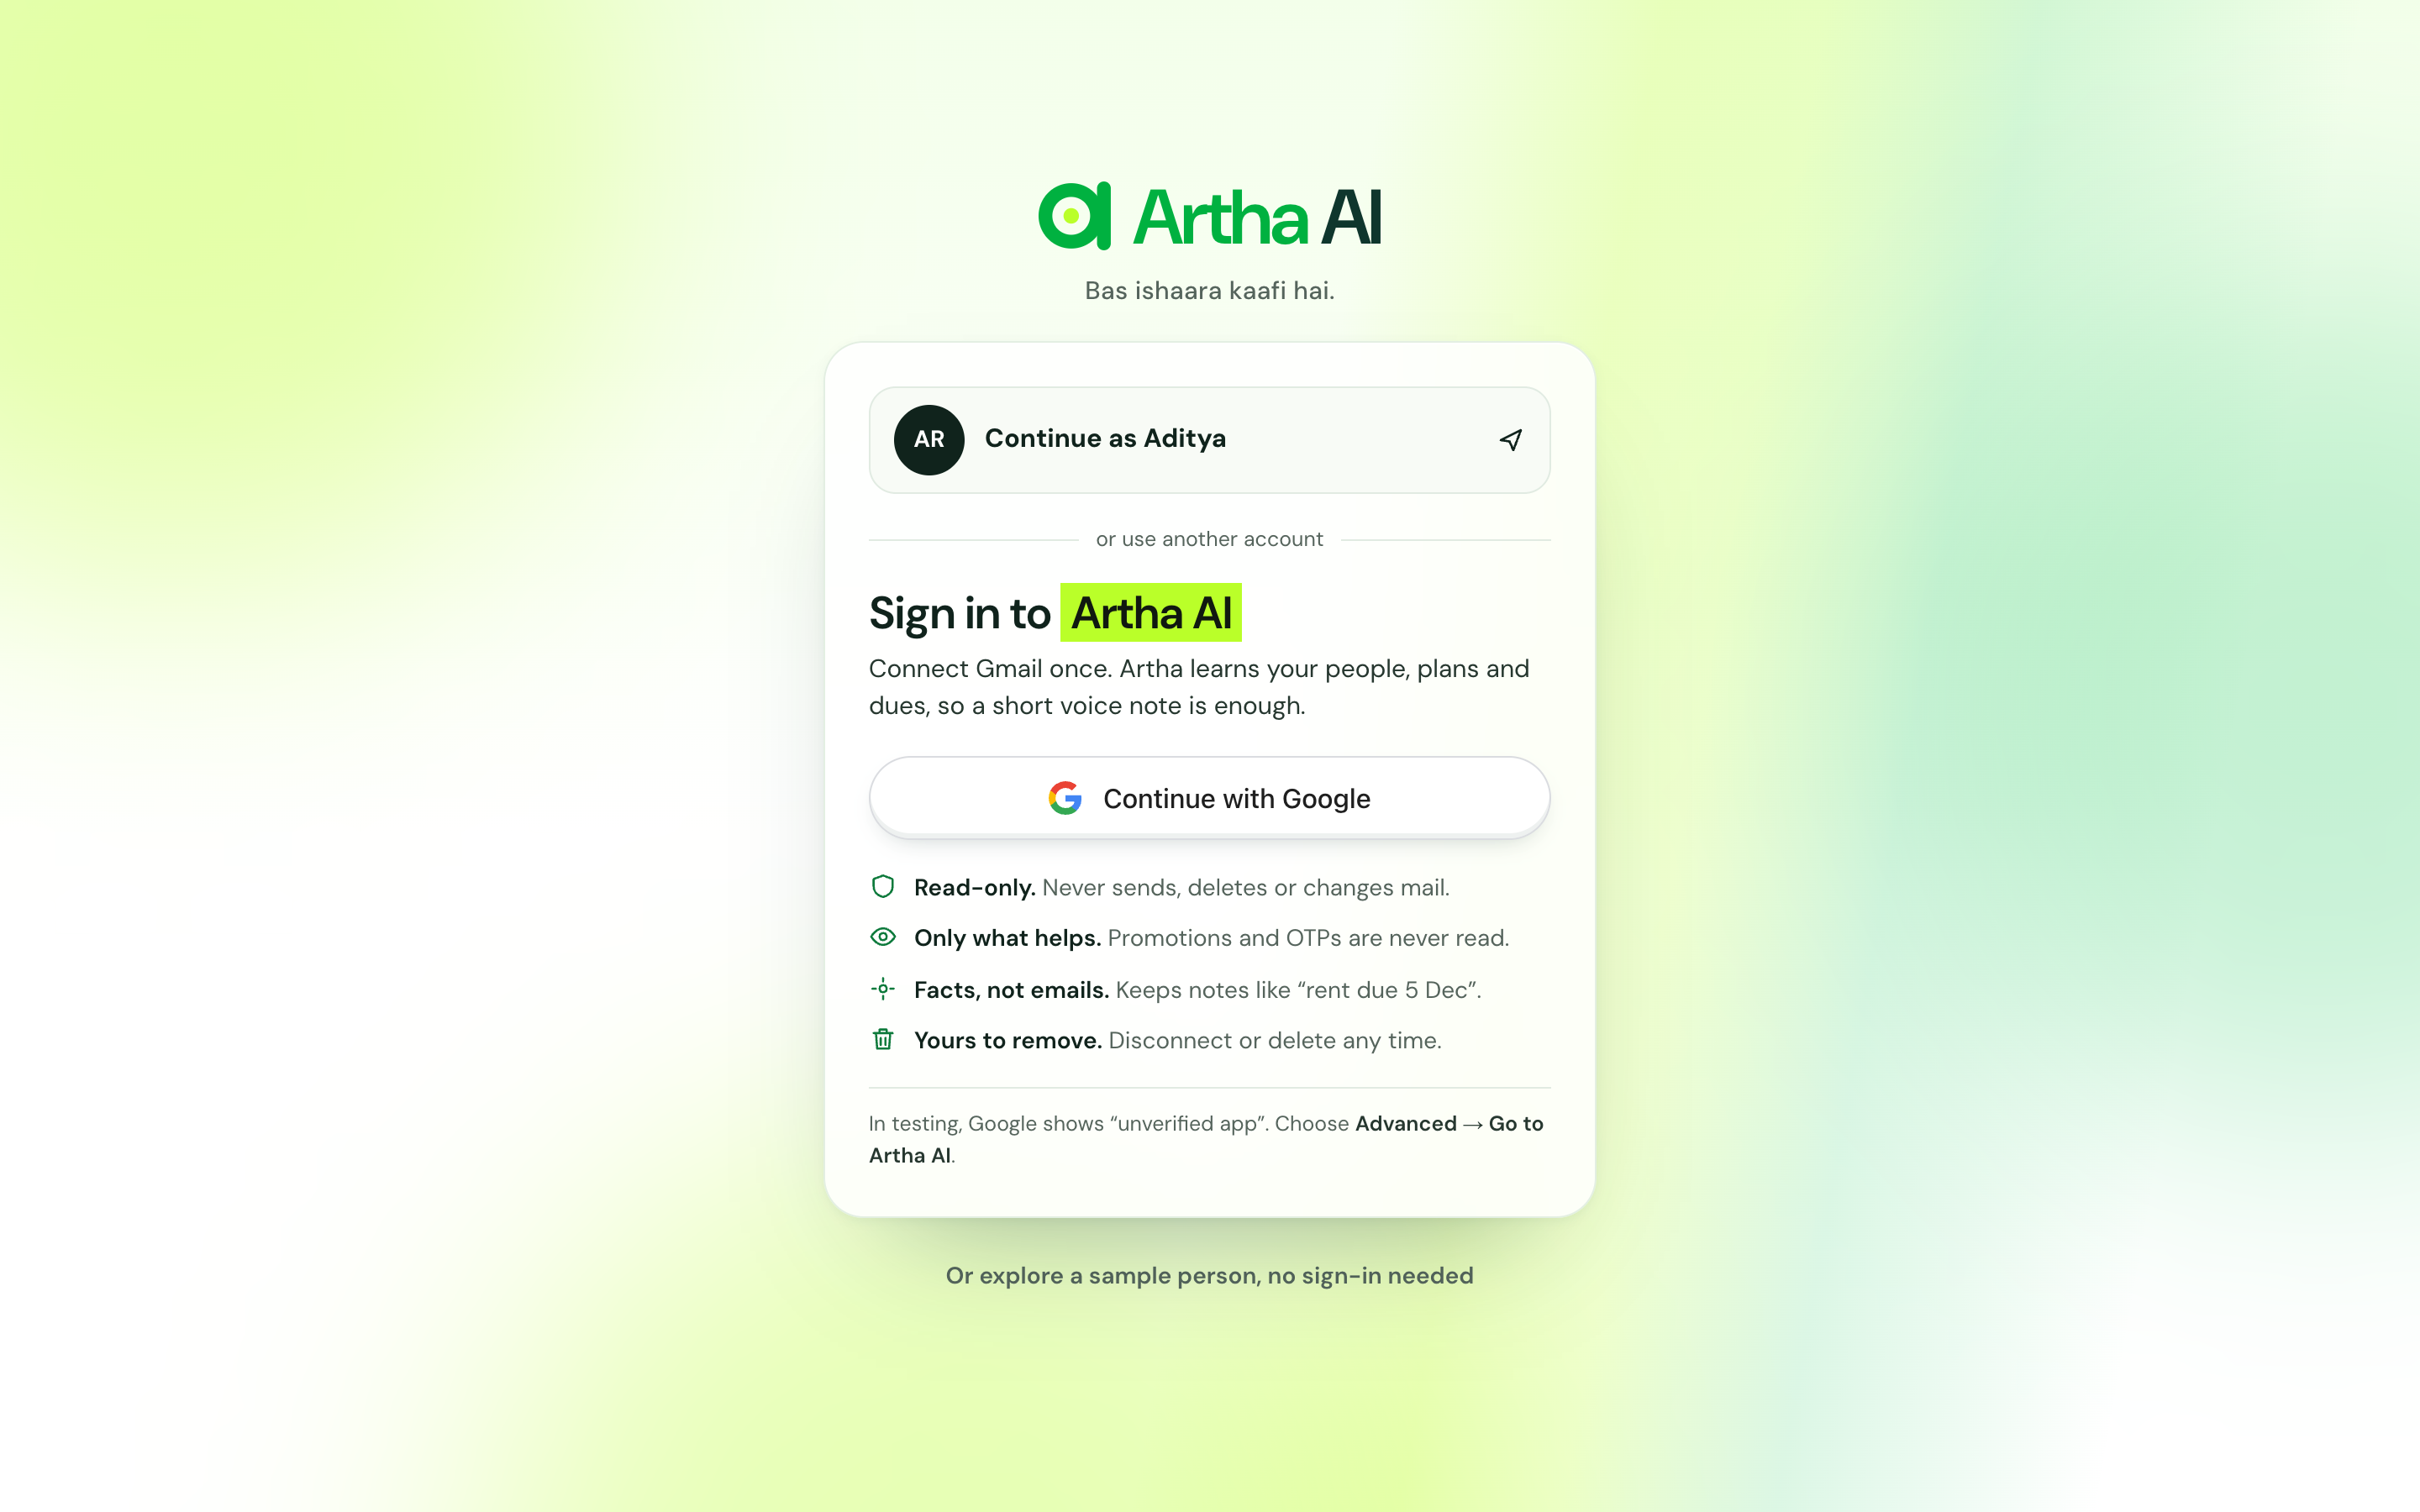 Artha AI
Bas ishaara kaafi hai.
AR Continue as Aditya
or use another account
Sign in to Artha AI
Connect Gmail once. Artha learns your people, plans and
dues, so a short voice note is enough.
Continue with Google
Read-only. Never sends, deletes or changes mail.
Only what helps. Promotions and OTPs are never read.
Facts, not emails. Keeps notes like “rent due 5 Dec”.
Yours to remove. Disconnect or delete any time.
In testing, Google shows “unverified app”. Choose Advanced → Go to
Artha AI.
Or explore a sample person, no sign-in needed